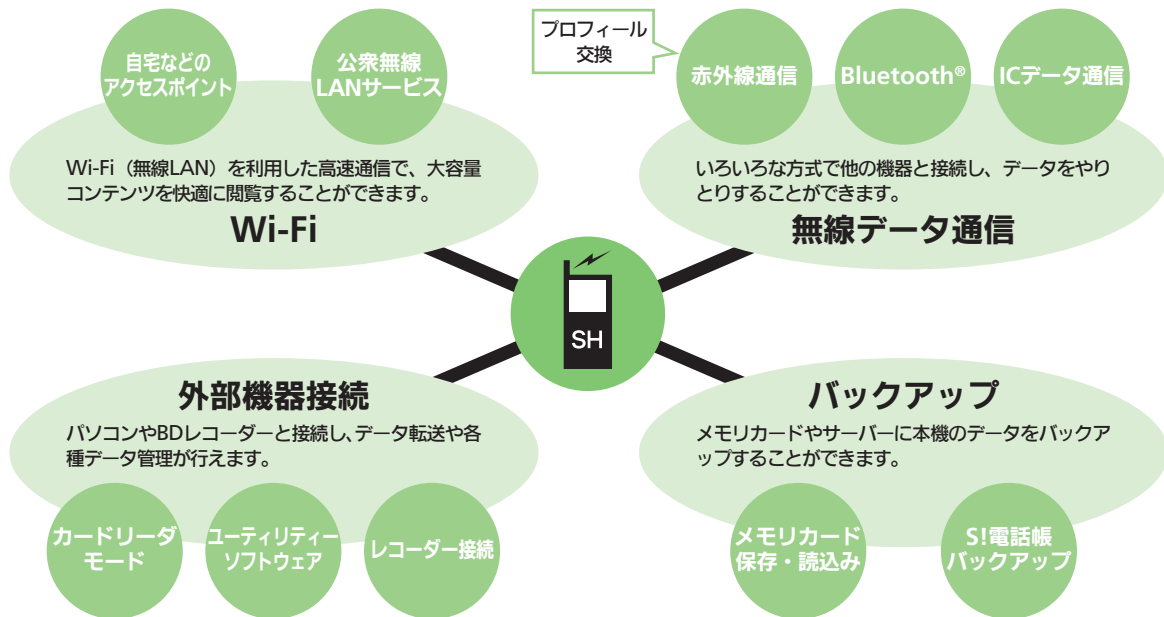 自宅などの
アクセスポイント
公衆無線
LANサービス
Wi-Fi（無線LAN）を利用した高速通信で、大容量
コンテンツを快適に閲覧することができます。
Wi-Fi
プロフィール
交換
赤外線通信
Bluetooth®
ICデータ通信
いろいろな方式で他の機器と接続し、データをやり
とりすることができます。
無線データ通信
SH
外部機器接続
パソコンやBDレコーダーと接続し、データ転送や各
種データ管理が行えます。
カードリーダ
モード
ユーティリティー
ソフトウェア
レコーダー接続
バックアップ
メモリカードやサーバーに本機のデータをバックア
ップすることができます。
メモリカード
保存・読込み
S!電話帳
バックアップ